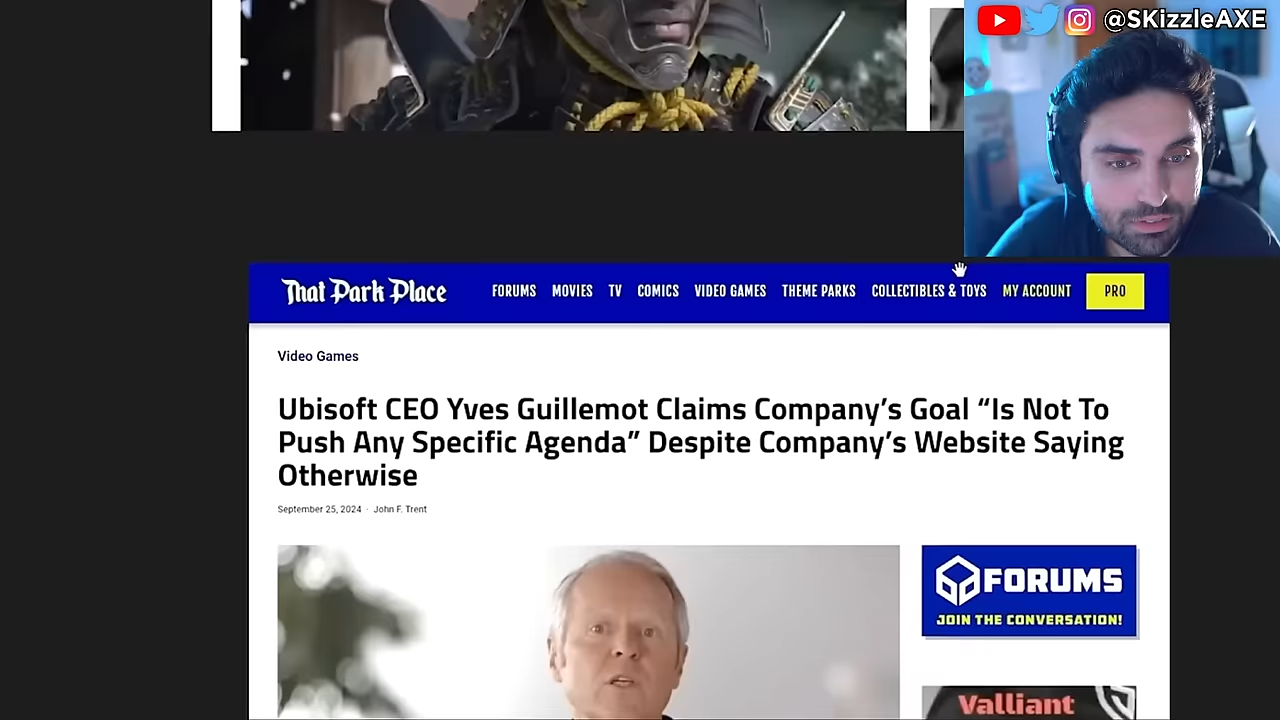 @SKizzleAXE
That Park Place
FORUMS MOVIES TV COMICS VIDEO GAMES THEME PARKS COLLECTIBLES & TOYS MY ACCOUNT PRO
Video Games
Ubisoft CEO Yves Guillemot Claims Company’s Goal “Is Not To
Push Any Specific Agenda” Despite Company’s Website Saying
Otherwise
September 25, 2024 · John F. Trent
FORUMS
JOIN THE CONVERSATION!
Valliant